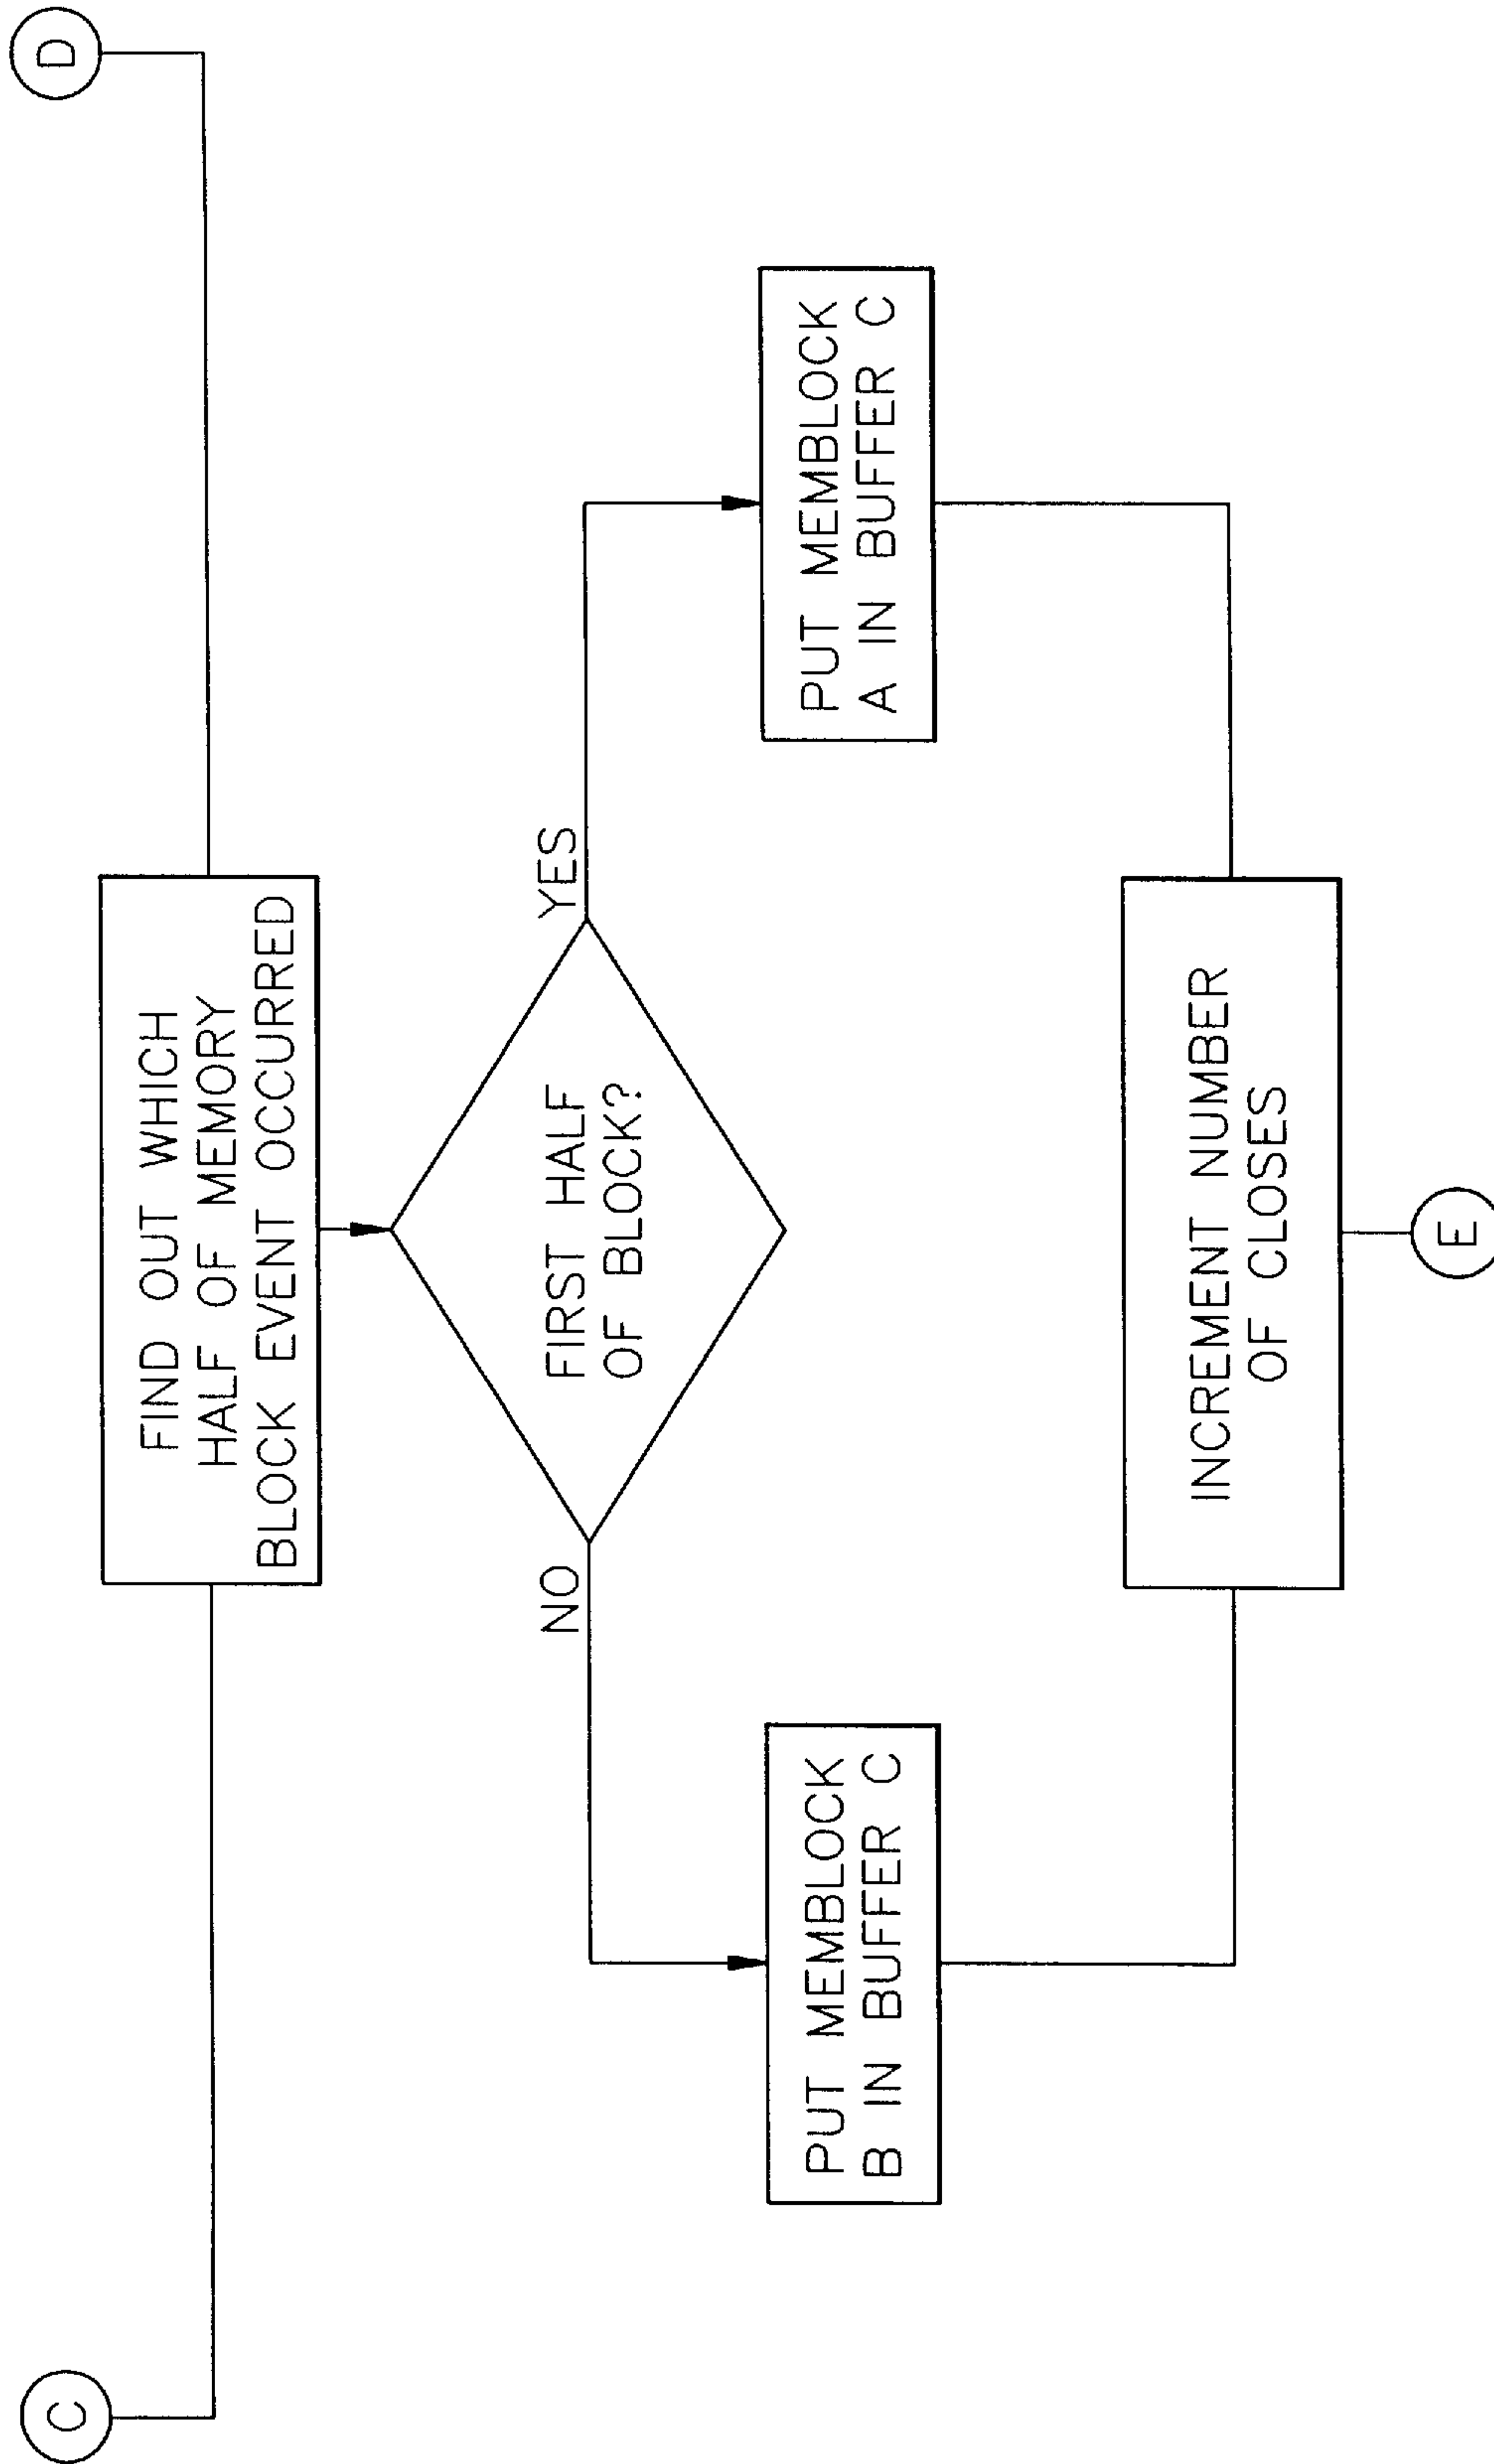 C
D
FIND OUT WHICH
HALF OF MEMORY
BLOCK EVENT OCCURRED
FIRST HALF
OF BLOCK?
NO
YES
PUT MEMBLOCK
B IN BUFFER C
PUT MEMBLOCK
A IN BUFFER C
INCREMENT NUMBER
OF CLOSES
E